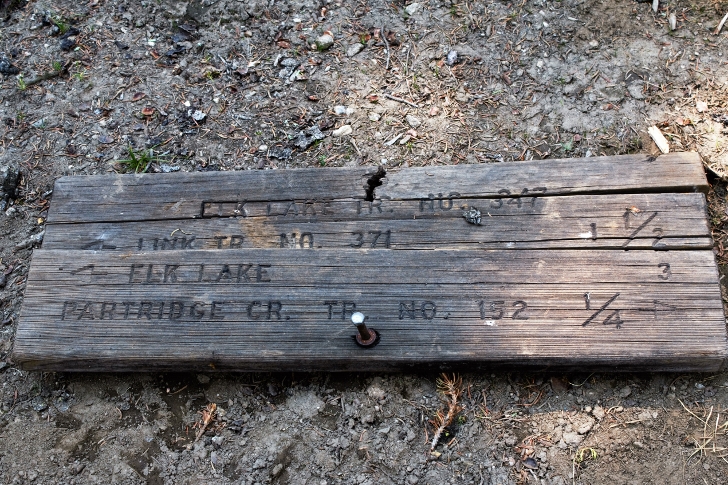 ELK LAKE TR. NO. 347
← LINK TR. NO. 371 1 1/2
← ELK LAKE 3
PARTRIDGE CR. TR. NO. 152 1/4 →